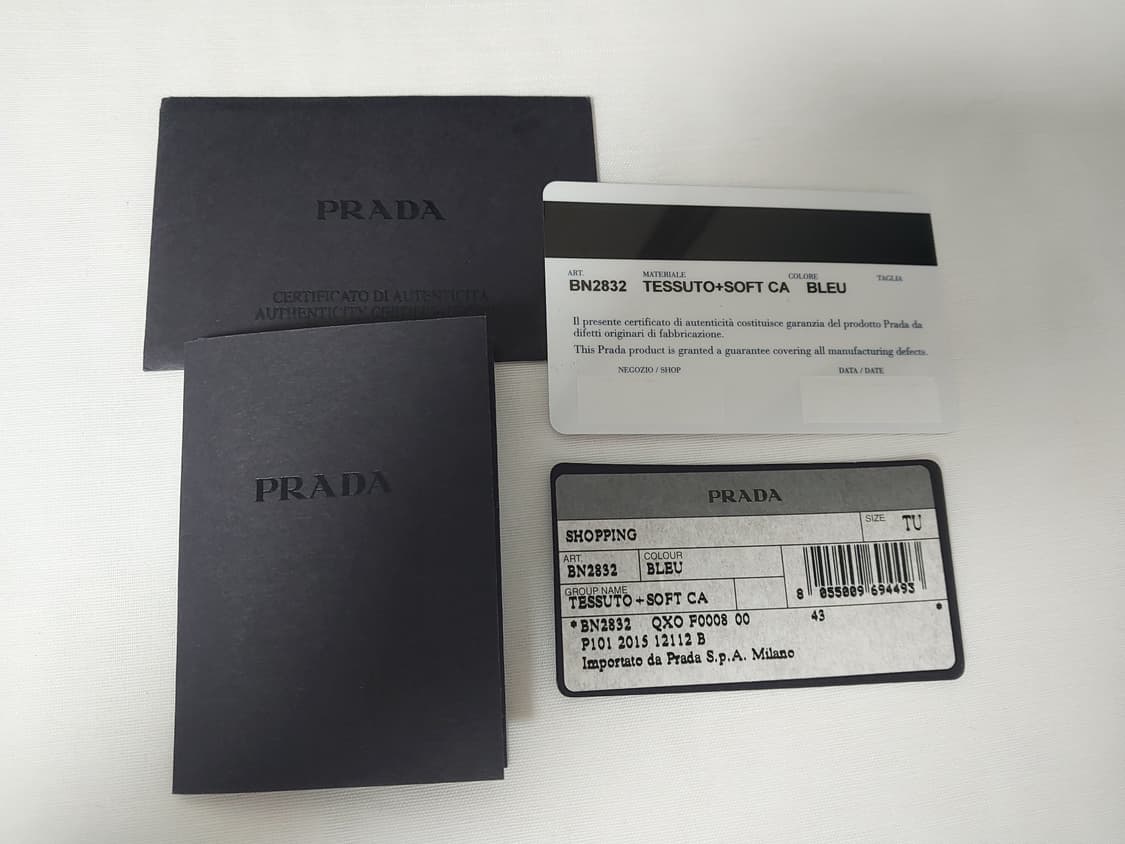 PRADA
CERTIFICATO DI AUTENTICITÀ
AUTHENTICITY
PRADA
ART. MATERIALE COLORE TAGLIA
BN2832 TESSUTO+SOFT CA BLEU
Il presente certificato di autenticità costituisce garanzia del prodotto Prada da
difetti originari di fabbricazione.
This Prada product is granted a guarantee covering all manufacturing defects.
NEGOZIO / SHOP DATA / DATE
PRADA
SHOPPING SIZE TU
ART. COLOUR
BN2832 BLEU
GROUP NAME
TESSUTO+SOFT CA
8 055009 694493
*BN2832 QXO F0008 00 43 *
P101 2015 12112 B
Importato da Prada S.p.A. Milano